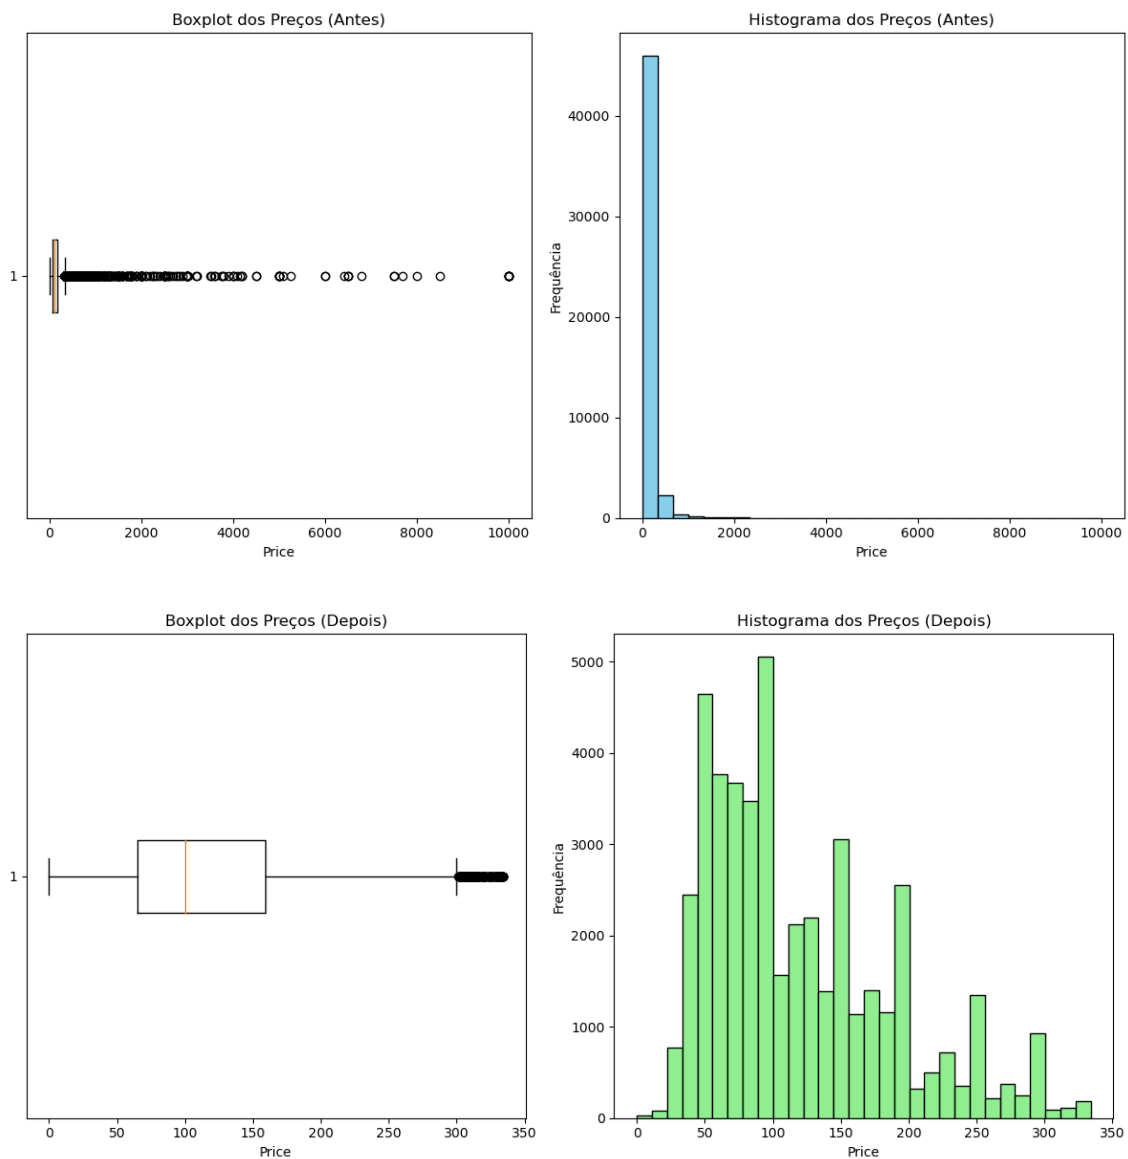 Boxplot dos Preços (Antes)
1
0 2000 4000 6000 8000 10000
Price
Histograma dos Preços (Antes)
Frequência
40000
30000
20000
10000
0
0 2000 4000 6000 8000 10000
Price
Boxplot dos Preços (Depois)
1
0 50 100 150 200 250 300 350
Price
Histograma dos Preços (Depois)
Frequência
5000
4000
3000
2000
1000
0
0 50 100 150 200 250 300 350
Price